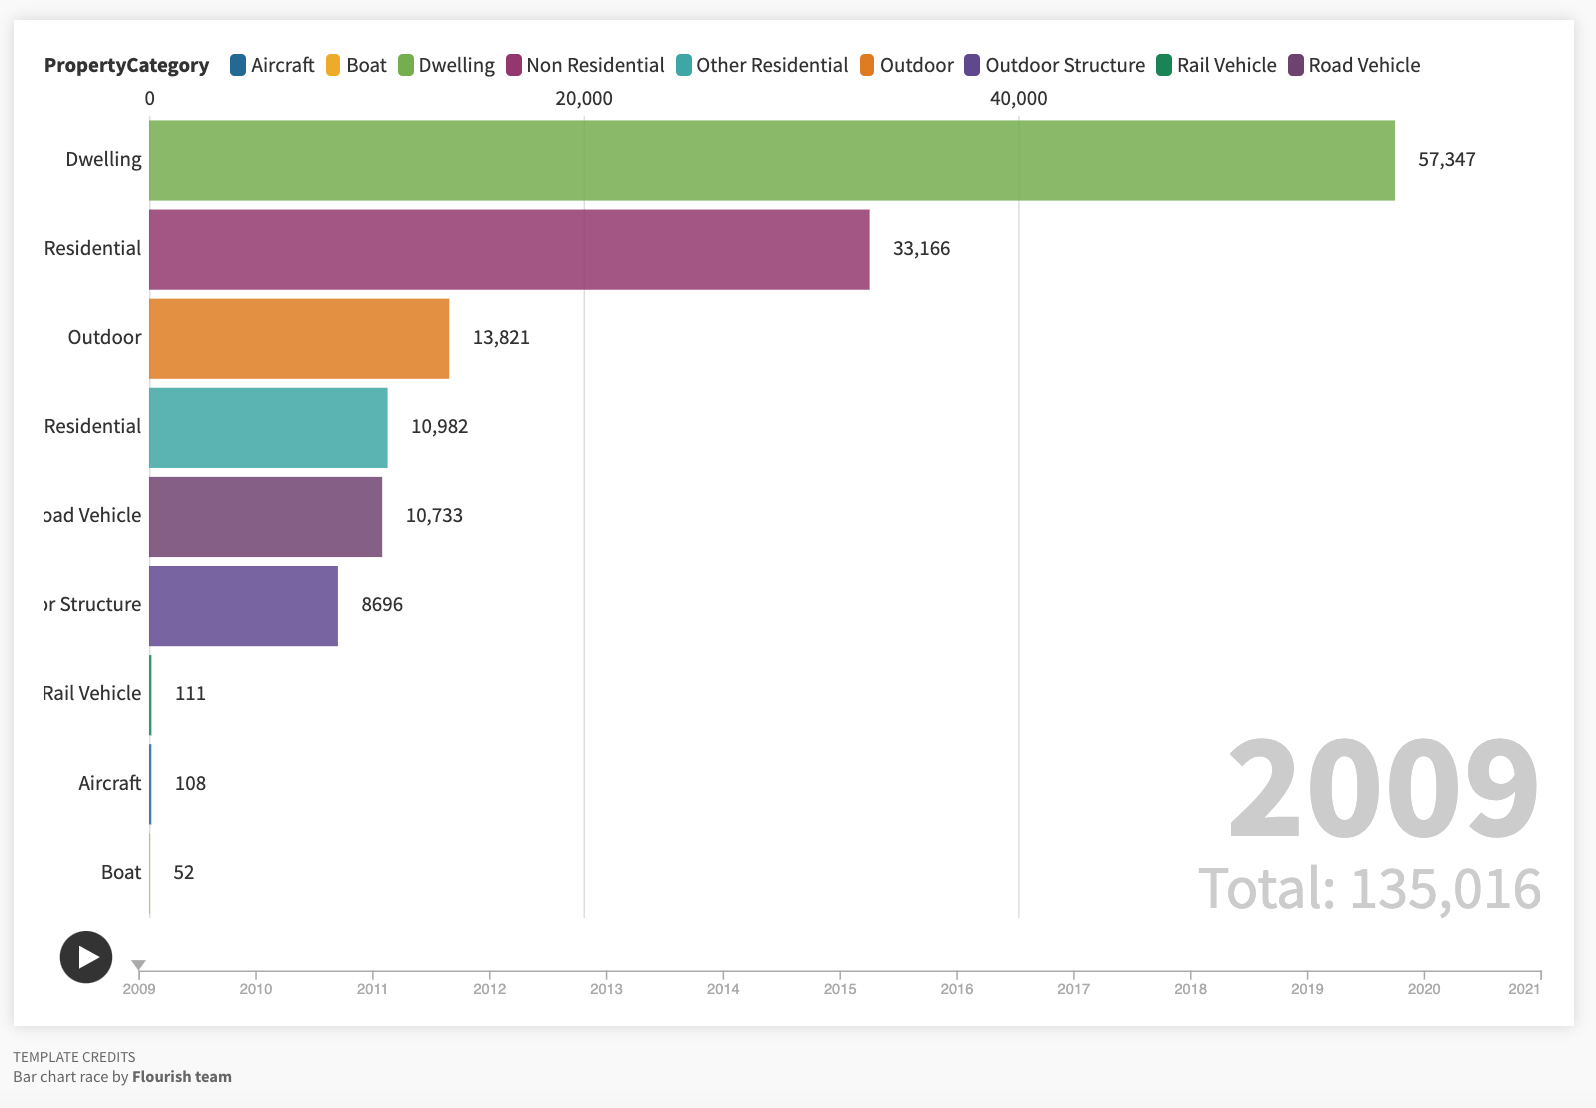 PropertyCategory Aircraft Boat Dwelling Non Residential Other Residential Outdoor Outdoor Structure Rail Vehicle Road Vehicle
0 20,000 40,000
Dwelling 57,347
Residential 33,166
Outdoor 13,821
Residential 10,982
oad Vehicle 10,733
or Structure 8696
Rail Vehicle 111
Aircraft 108
Boat 52
2009
Total: 135,016
2009 2010 2011 2012 2013 2014 2015 2016 2017 2018 2019 2020 2021
TEMPLATE CREDITS
Bar chart race by Flourish team